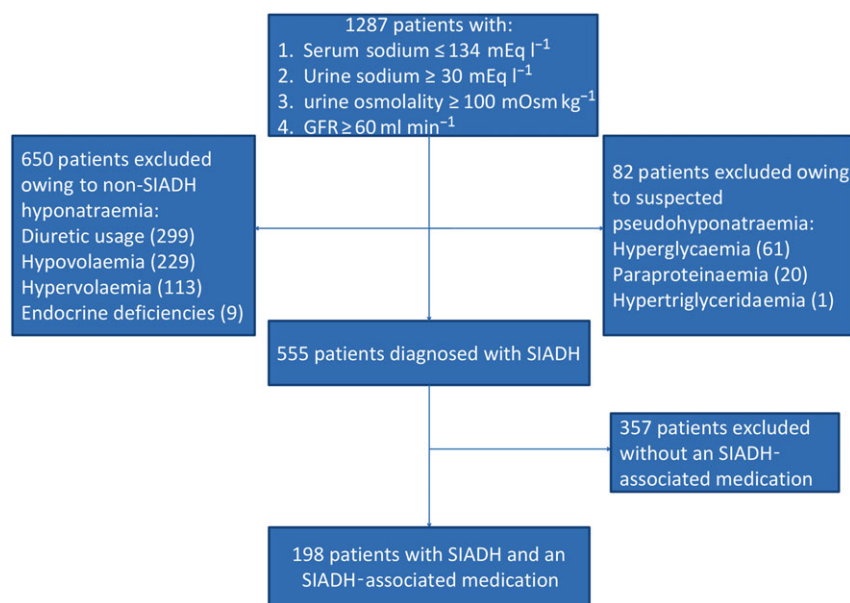 1287 patients with:
1. Serum sodium ≤ 134 mEq l⁻¹
2. Urine sodium ≥ 30 mEq l⁻¹
3. urine osmolality ≥ 100 mOsm kg⁻¹
4. GFR ≥ 60 ml min⁻¹
650 patients excluded
owing to non-SIADH
hyponatraemia:
Diuretic usage (299)
Hypovolaemia (229)
Hypervolaemia (113)
Endocrine deficiencies (9)
82 patients excluded owing
to suspected
pseudohyponatraemia:
Hyperglycaemia (61)
Paraproteinaemia (20)
Hypertriglyceridaemia (1)
555 patients diagnosed with SIADH
357 patients excluded
without an SIADH-
associated medication
198 patients with SIADH and an
SIADH-associated medication